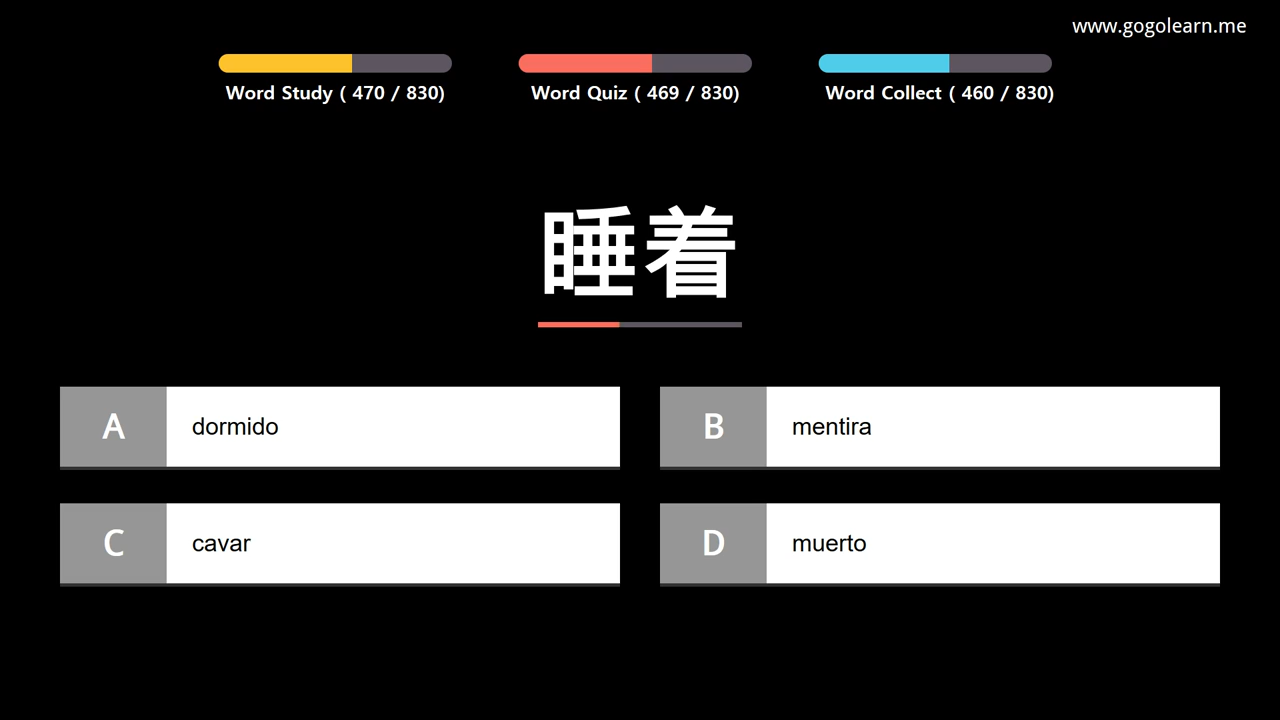 www.gogolearn.me
Word Study ( 470 / 830)
Word Quiz ( 469 / 830)
Word Collect ( 460 / 830)
睡着
A dormido
B mentira
C cavar
D muerto